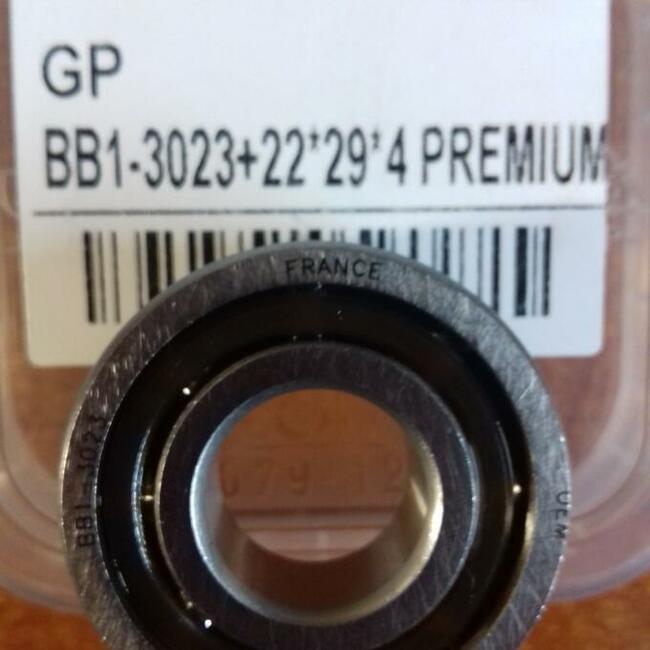 GP
BB1-3023+22*29*4 PREMIUM
FRANCE
BB1-3023
OEM